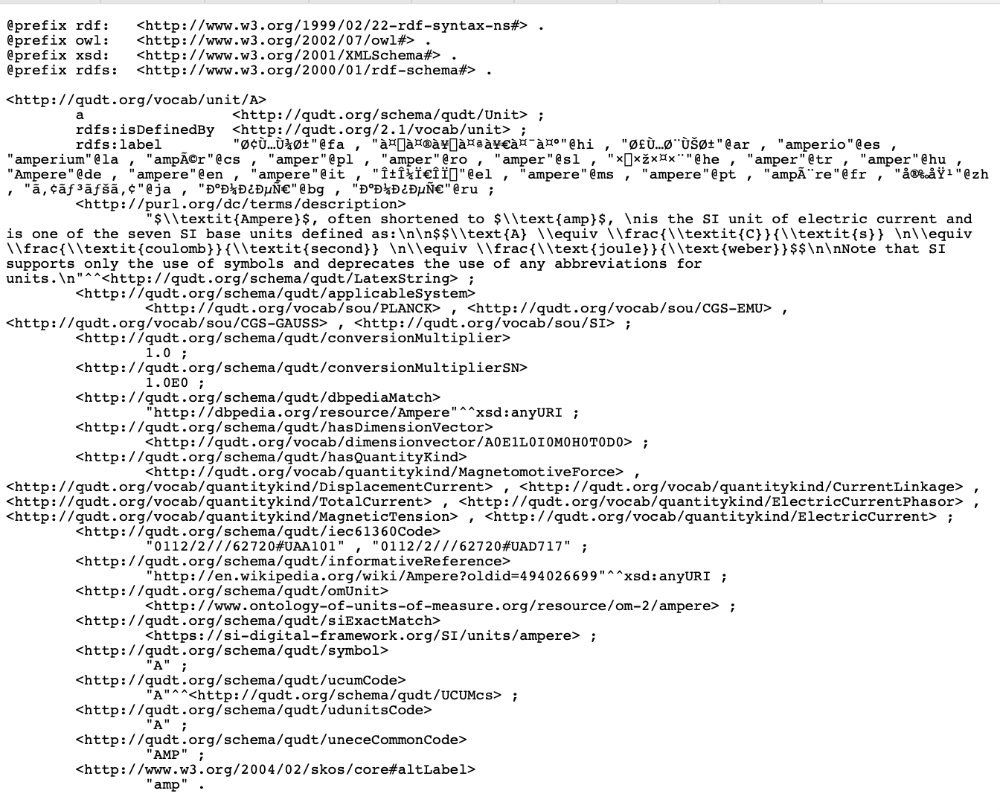 @prefix rdf:   <http://www.w3.org/1999/02/22-rdf-syntax-ns#> .
@prefix owl:   <http://www.w3.org/2002/07/owl#> .
@prefix xsd:   <http://www.w3.org/2001/XMLSchema#> .
@prefix rdfs:  <http://www.w3.org/2000/01/rdf-schema#> .
<http://qudt.org/vocab/unit/A>
a                 <http://qudt.org/schema/qudt/Unit> ;
rdfs:isDefinedBy  <http://qudt.org/2.1/vocab/unit> ;
rdfs:label        "Ø¢Ù…Ù¾Ø±"@fa , @hi , "Ø£Ù…Ø¨ÙŠØ±"@ar , "amperio"@es ,
"amperium"@la , "ampÃ©r"@cs , "amper"@pl , "amper"@ro , "amper"@sl , @he , "amper"@tr , "amper"@hu ,
"Ampere"@de , "ampere"@en , "ampere"@it , @el , "ampere"@ms , "ampere"@pt , "ampÃ¨re"@fr , "å®‰åŸ¹"@zh
, "ã‚¢ãƒ³ãƒšã‚¢"@ja , "Ð°Ð¼Ð¿ÐµÑ€"@bg , "Ð°Ð¼Ð¿ÐµÑ€"@ru ;
<http://purl.org/dc/terms/description>
"$\\textit{Ampere}$, often shortened to $\\text{amp}$, \nis the SI unit of electric current and
is one of the seven SI base units defined as:\n\n$$\\text{A} \\equiv \\frac{\\textit{C}}{\\textit{s}} \n\\equiv
\\frac{\\textit{coulomb}}{\\textit{second}} \n\\equiv \\frac{\\text{joule}}{\\text{weber}}$$\n\nNote that SI
supports only the use of symbols and deprecates the use of any abbreviations for
units.\n"^^<http://qudt.org/schema/qudt/LatexString> ;
<http://qudt.org/schema/qudt/applicableSystem>
<http://qudt.org/vocab/sou/PLANCK> , <http://qudt.org/vocab/sou/CGS-EMU> ,
<http://qudt.org/vocab/sou/CGS-GAUSS> , <http://qudt.org/vocab/sou/SI> ;
<http://qudt.org/schema/qudt/conversionMultiplier>
1.0 ;
<http://qudt.org/schema/qudt/conversionMultiplierSN>
1.0E0 ;
<http://qudt.org/schema/qudt/dbpediaMatch>
"http://dbpedia.org/resource/Ampere"^^xsd:anyURI ;
<http://qudt.org/schema/qudt/hasDimensionVector>
<http://qudt.org/vocab/dimensionvector/A0E1L0I0M0H0T0D0> ;
<http://qudt.org/schema/qudt/hasQuantityKind>
<http://qudt.org/vocab/quantitykind/MagnetomotiveForce> ,
<http://qudt.org/vocab/quantitykind/DisplacementCurrent> , <http://qudt.org/vocab/quantitykind/CurrentLinkage> ,
<http://qudt.org/vocab/quantitykind/TotalCurrent> , <http://qudt.org/vocab/quantitykind/ElectricCurrentPhasor> ,
<http://qudt.org/vocab/quantitykind/MagneticTension> , <http://qudt.org/vocab/quantitykind/ElectricCurrent> ;
<http://qudt.org/schema/qudt/iec61360Code>
"0112/2///62720#UAA101" , "0112/2///62720#UAD717" ;
<http://qudt.org/schema/qudt/informativeReference>
"http://en.wikipedia.org/wiki/Ampere?oldid=494026699"^^xsd:anyURI ;
<http://qudt.org/schema/qudt/omUnit>
<http://www.ontology-of-units-of-measure.org/resource/om-2/ampere> ;
<http://qudt.org/schema/qudt/siExactMatch>
<https://si-digital-framework.org/SI/units/ampere> ;
<http://qudt.org/schema/qudt/symbol>
"A" ;
<http://qudt.org/schema/qudt/ucumCode>
"A"^^<http://qudt.org/schema/qudt/UCUMcs> ;
<http://qudt.org/schema/qudt/udunitsCode>
"A" ;
<http://qudt.org/schema/qudt/uneceCommonCode>
"AMP" ;
<http://www.w3.org/2004/02/skos/core#altLabel>
"amp" .